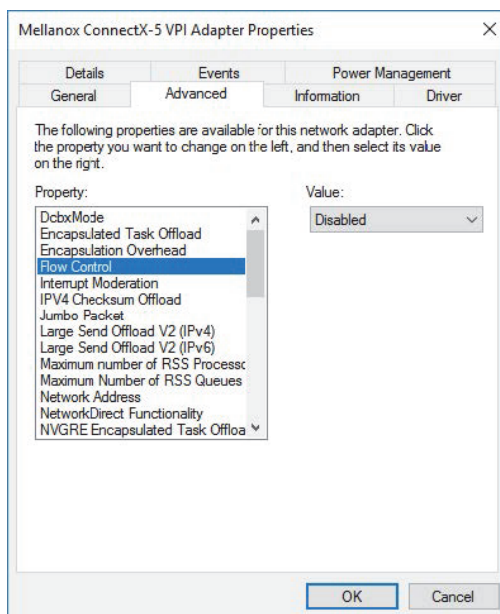 Mellanox ConnectX-5 VPI Adapter Properties
Details Events Power Management
General Advanced Information Driver
The following properties are available for this network adapter. Click
the property you want to change on the left, and then select its value
on the right.
Property:
Value:
DcbxMode
Encapsulated Task Offload
Encapsulation Overhead
Flow Control
Interrupt Moderation
IPV4 Checksum Offload
Jumbo Packet
Large Send Offload V2 (IPv4)
Large Send Offload V2 (IPv6)
Maximum number of RSS Processo
Maximum Number of RSS Queues
Network Address
NetworkDirect Functionality
NVGRE Encapsulated Task Offloa
Disabled
OK Cancel